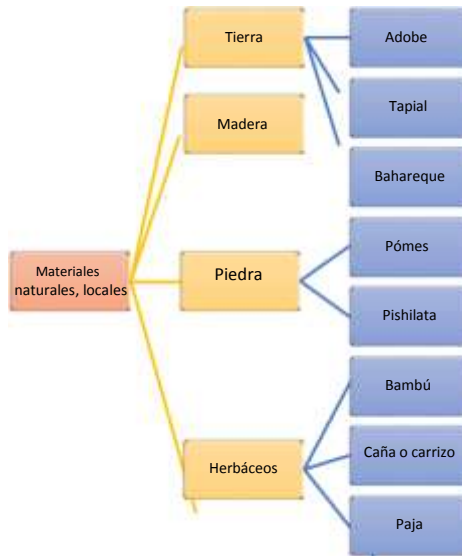 Tierra
Adobe
Tapial
Madera
Bahareque
Materiales
naturales, locales
Piedra
Pómes
Pishilata
Herbáceos
Bambú
Caña o carrizo
Paja